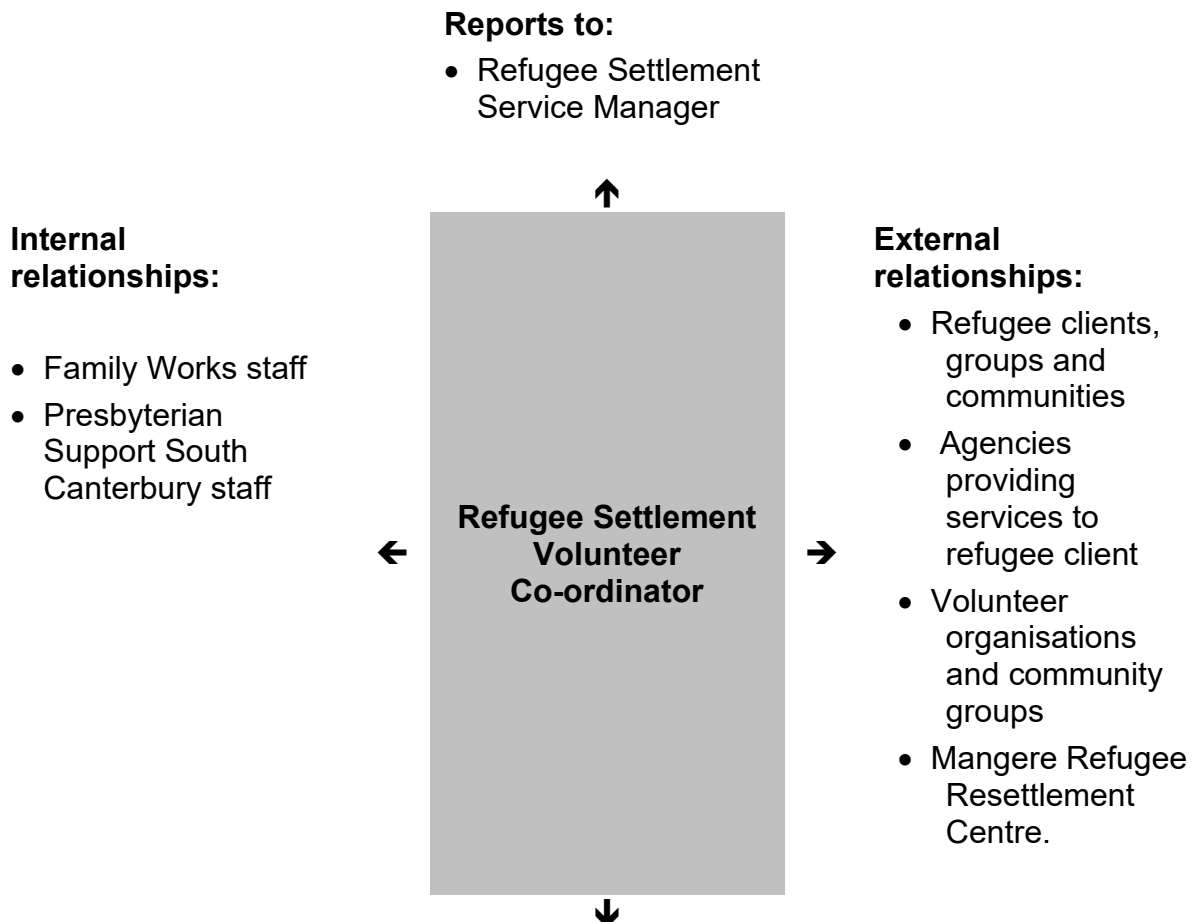 Reports to:
• Refugee Settlement
Service Manager
Internal
relationships:
• Family Works staff
• Presbyterian
Support South
Canterbury staff
Refugee Settlement
Volunteer
Co-ordinator
External
relationships:
• Refugee clients,
groups and
communities
• Agencies
providing
services to
refugee client
• Volunteer
organisations
and community
groups
• Mangere Refugee
Resettlement
Centre.